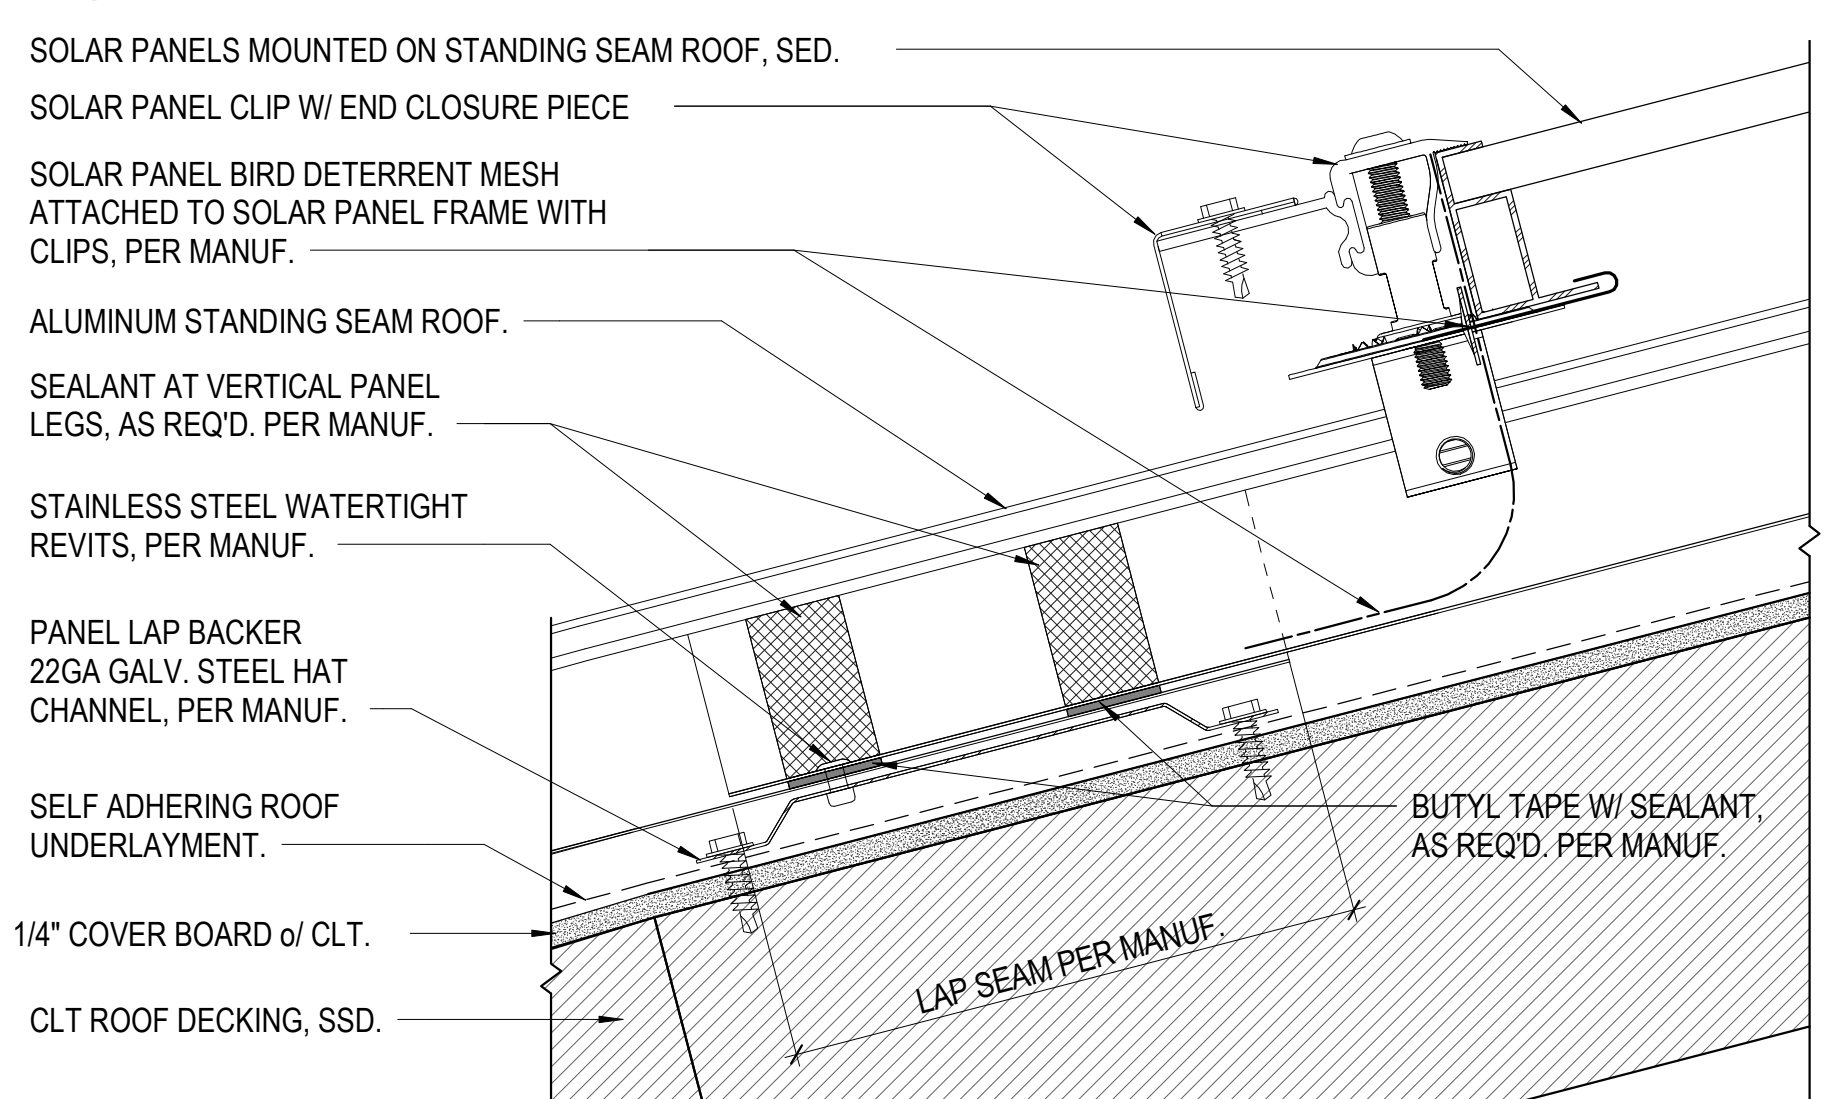 SOLAR PANELS MOUNTED ON STANDING SEAM ROOF, SED.
SOLAR PANEL CLIP W/ END CLOSURE PIECE
SOLAR PANEL BIRD DETERRENT MESH
ATTACHED TO SOLAR PANEL FRAME WITH
CLIPS, PER MANUF.
ALUMINUM STANDING SEAM ROOF.
SEALANT AT VERTICAL PANEL
LEGS, AS REQ'D. PER MANUF.
STAINLESS STEEL WATERTIGHT
REVITS, PER MANUF.
PANEL LAP BACKER
22GA GALV. STEEL HAT
CHANNEL, PER MANUF.
SELF ADHERING ROOF
UNDERLAYMENT.
1/4" COVER BOARD o/ CLT.
CLT ROOF DECKING, SSD.
BUTYL TAPE W/ SEALANT,
AS REQ'D. PER MANUF.
LAP SEAM PER MANUF.